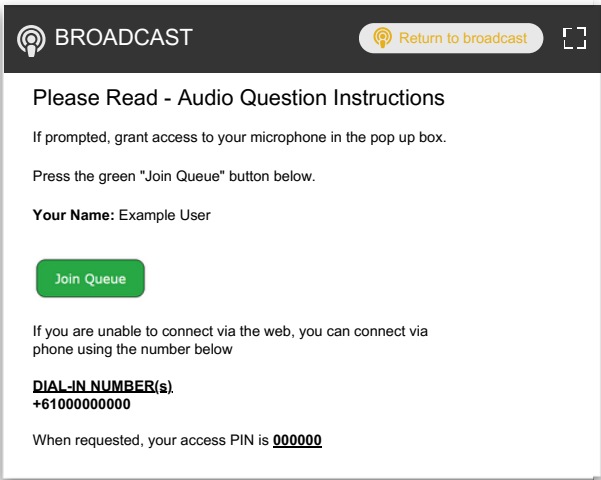 BROADCAST
Return to broadcast
Please Read - Audio Question Instructions
If prompted, grant access to your microphone in the pop up box.
Press the green "Join Queue" button below.
Your Name: Example User
Join Queue
If you are unable to connect via the web, you can connect via
phone using the number below
DIAL-IN NUMBER(s)
+61000000000
When requested, your access PIN is 000000